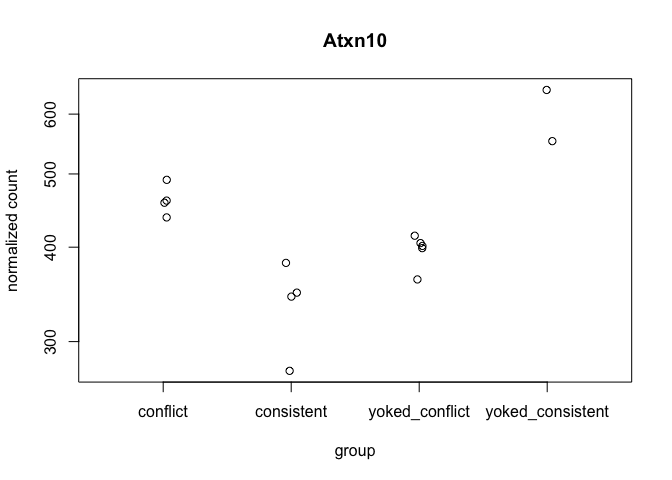 Atxn10
normalized count
600
500
400
300
conflict
consistent
yoked_conflict
yoked_consistent
group